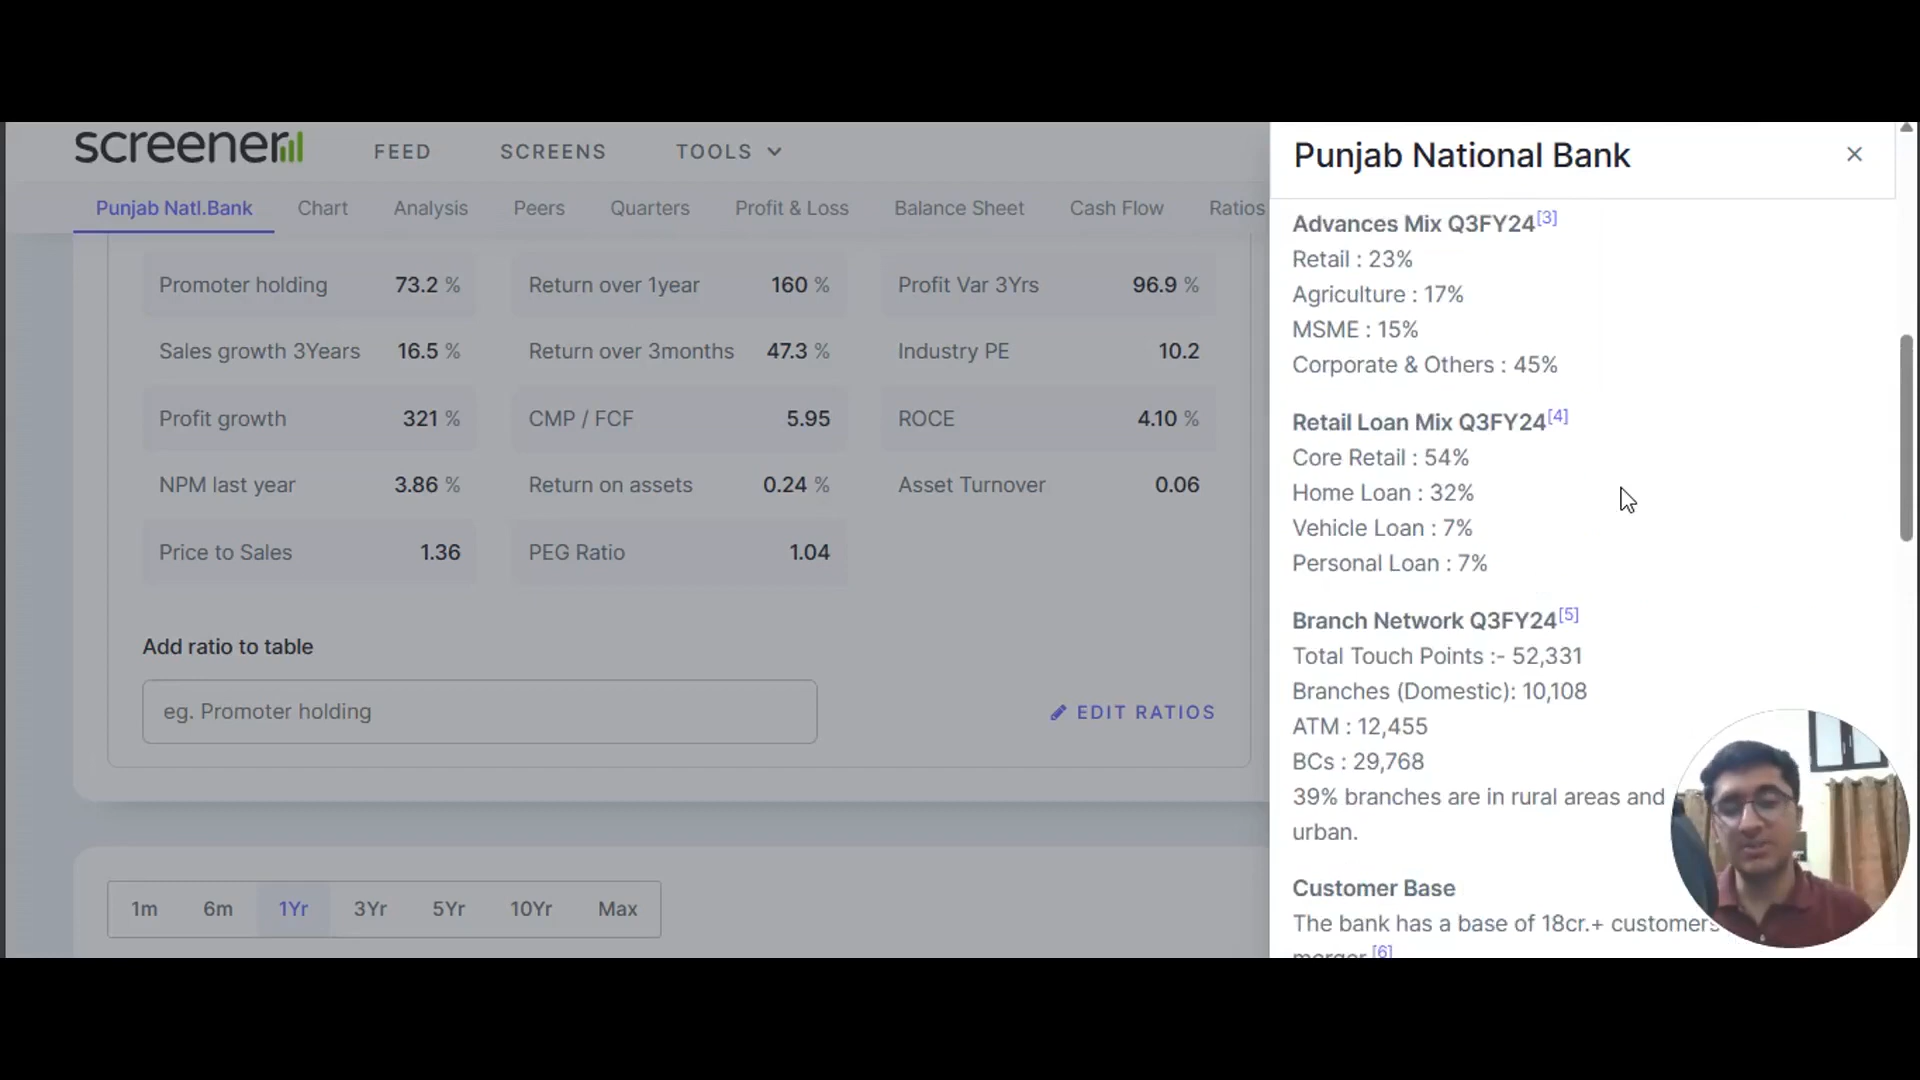 screener
FEED
SCREENS
TOOLS
Punjab Natl.Bank
Chart
Analysis
Peers
Quarters
Profit & Loss
Balance Sheet
Cash Flow
Ratios
Promoter holding 73.2 %
Return over 1year 160 %
Profit Var 3Yrs 96.9 %
Sales growth 3Years 16.5 %
Return over 3months 47.3 %
Industry PE 10.2
Profit growth 321 %
CMP / FCF 5.95
ROCE 4.10 %
NPM last year 3.86 %
Return on assets 0.24 %
Asset Turnover 0.06
Price to Sales 1.36
PEG Ratio 1.04
Add ratio to table
eg. Promoter holding
EDIT RATIOS
1m
6m
1Yr
3Yr
5Yr
10Yr
Max
Punjab National Bank
Advances Mix Q3FY24[3]
Retail : 23%
Agriculture : 17%
MSME : 15%
Corporate & Others : 45%
Retail Loan Mix Q3FY24[4]
Core Retail : 54%
Home Loan : 32%
Vehicle Loan : 7%
Personal Loan : 7%
Branch Network Q3FY24[5]
Total Touch Points :- 52,331
Branches (Domestic): 10,108
ATM : 12,455
BCs : 29,768
39% branches are in rural areas and
urban.
Customer Base
The bank has a base of 18cr.+ customers
merger.[6]